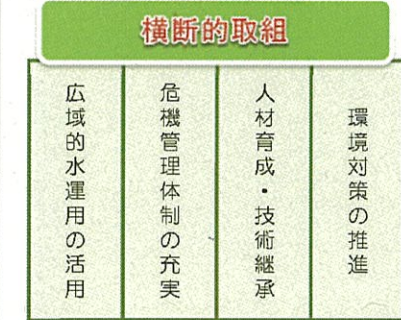 横断的取組
環境対策の推進
人材育成・技術継承
危機管理体制の充実
広域的水運用の活用